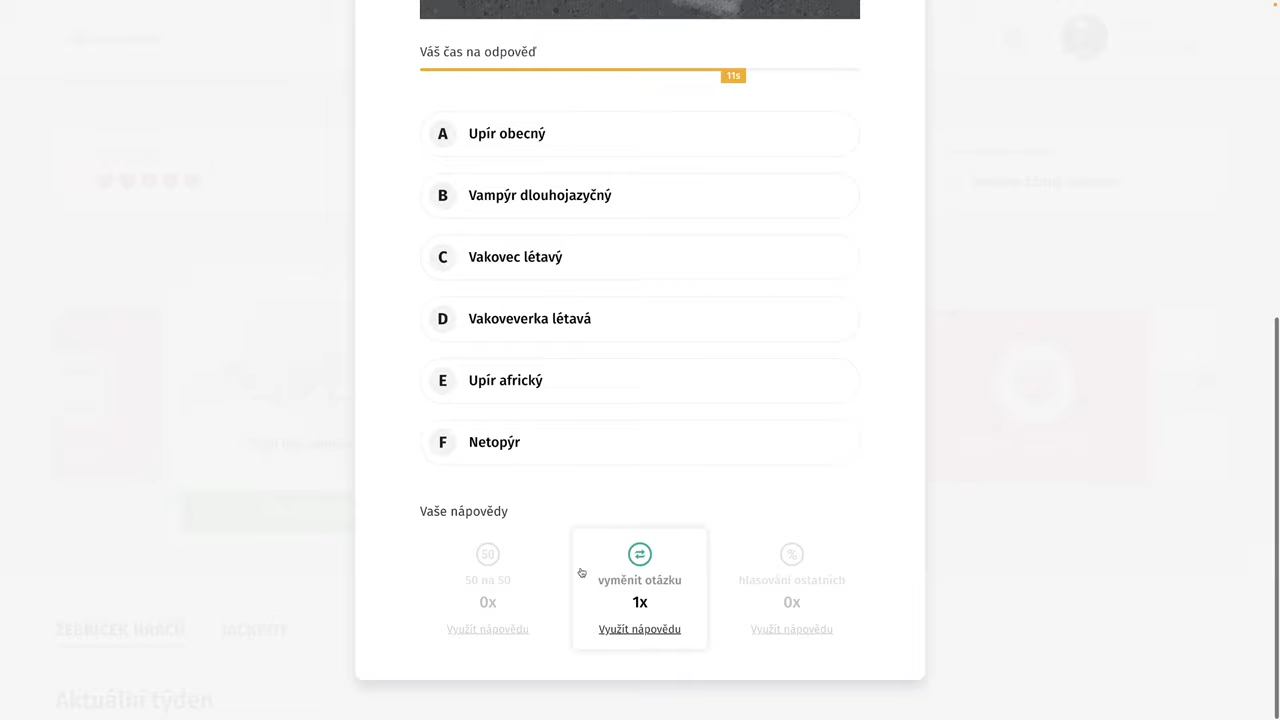 Váš čas na odpověď
11s
A Upír obecný
B Vampýr dlouhojazyčný
C Vakovec létavý
D Vakoveverka létavá
E Upír africký
F Netopýr
Vaše nápovědy
50
50 na 50
0x
Využít nápovědu
vyměnit otázku
1x
Využít nápovědu
%
hlasování ostatních
0x
Využít nápovědu
ŽEBŘÍČEK HRÁČŮ JACKPOT
Aktuální týden